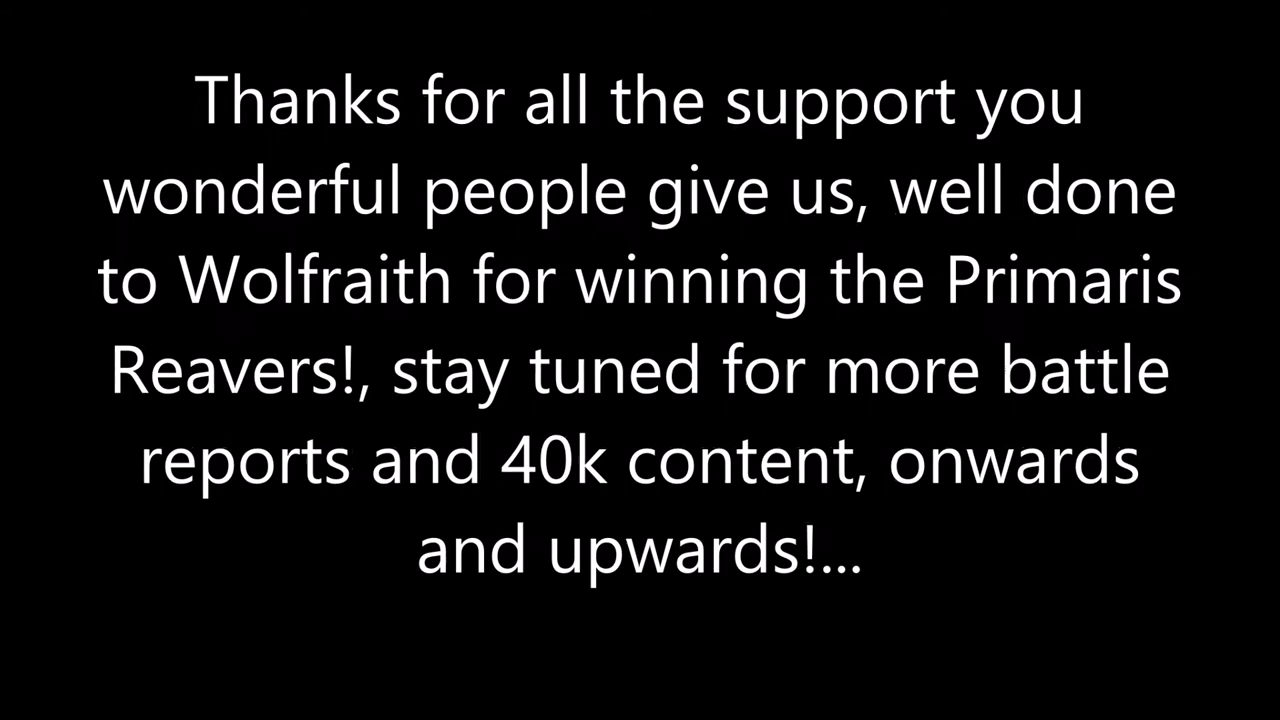 Thanks for all the support you
wonderful people give us, well done
to Wolfraith for winning the Primaris
Reavers!, stay tuned for more battle
reports and 40k content, onwards
and upwards!...